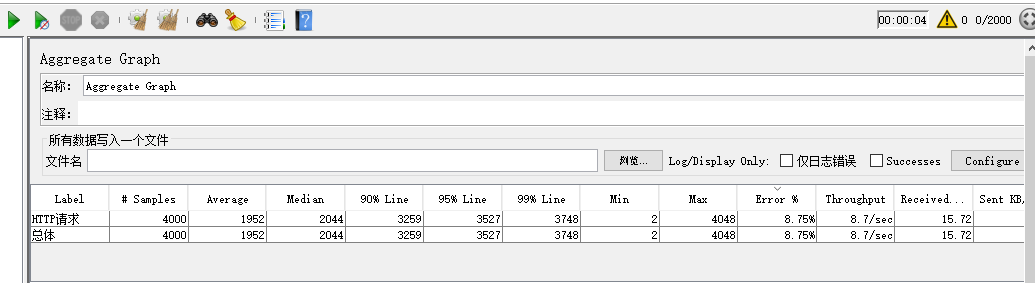 STOP
00:00:04 0 0/2000
Aggregate Graph
名称: Aggregate Graph
注释:
所有数据写入一个文件
文件名 浏览... Log/Display Only: 仅日志错误 Successes Configure
Label # Samples Average Median 90% Line 95% Line 99% Line Min Max Error % Throughput Received... Sent KB/
HTTP请求 4000 1952 2044 3259 3527 3748 2 4048 8.75% 8.7/sec 15.72
总体 4000 1952 2044 3259 3527 3748 2 4048 8.75% 8.7/sec 15.72